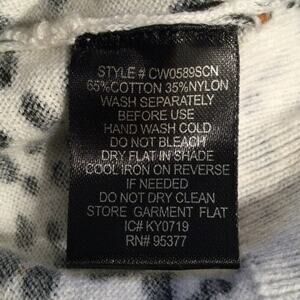 STYLE # CW0589SCN
65%COTTON 35%NYLON
WASH SEPARATELY
BEFORE USE
HAND WASH COLD
DO NOT BLEACH
DRY FLAT IN SHADE
COOL IRON ON REVERSE
IF NEEDED
DO NOT DRY CLEAN
STORE GARMENT FLAT
IC# KY0719
RN# 95377